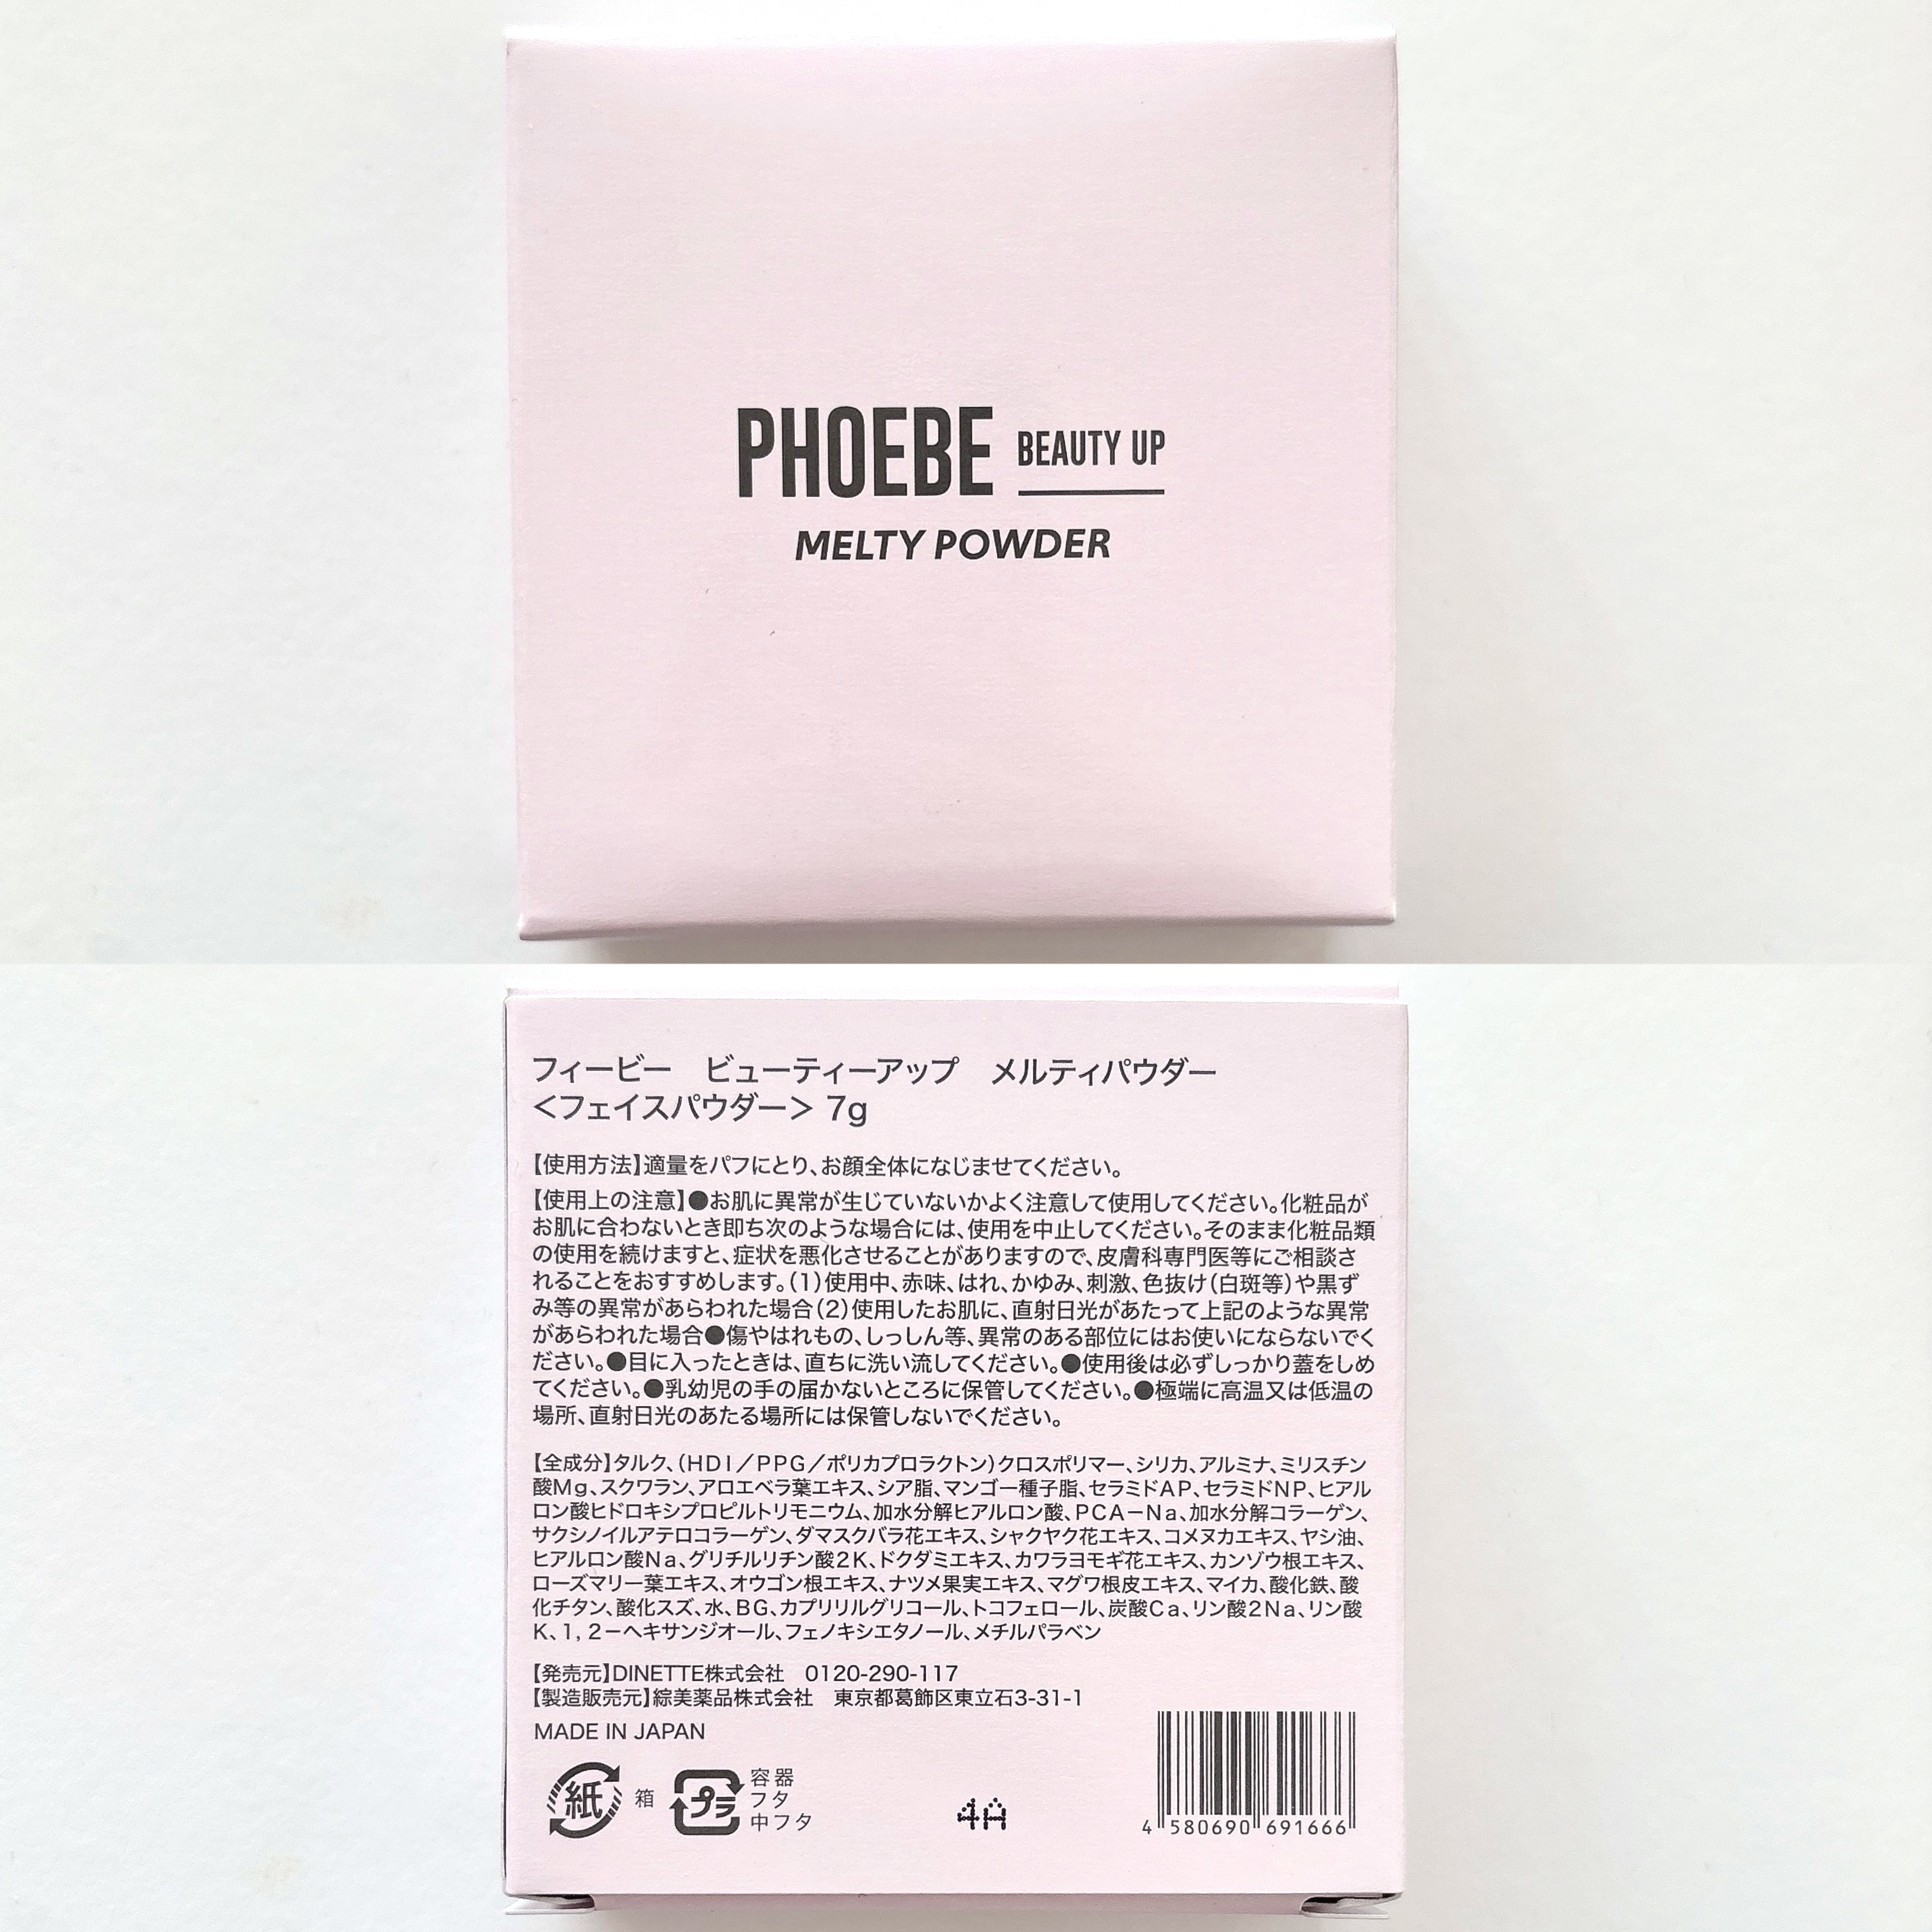 PHOEBE BEAUTY UP
MELTY POWDER
フィービー　ビューティーアップ　メルティパウダー
＜フェイスパウダー＞ 7g
【使用方法】適量をパフにとり、お顔全体になじませてください。
【使用上の注意】●お肌に異常が生じていないかよく注意して使用してください。化粧品が
お肌に合わないとき即ち次のような場合には、使用を中止してください。そのまま化粧品類
の使用を続けますと、症状を悪化させることがありますので、皮膚科専門医等にご相談さ
れることをおすすめします。(1)使用中、赤味、はれ、かゆみ、刺激、色抜け(白斑等)や黒ず
み等の異常があらわれた場合(2)使用したお肌に、直射日光があたって上記のような異常
があらわれた場合●傷やはれもの、しっしん等、異常のある部位にはお使いにならないでく
ださい。●目に入ったときは、直ちに洗い流してください。●使用後は必ずしっかり蓋をしめ
てください。●乳幼児の手の届かないところに保管してください。●極端に高温又は低温の
場所、直射日光のあたる場所には保管しないでください。
【全成分】タルク、（ＨＤＩ／ＰＰＧ／ポリカプロラクトン）クロスポリマー、シリカ、アルミナ、ミリスチン
酸Ｍｇ、スクワラン、アロエベラ葉エキス、シア脂、マンゴー種子脂、セラミドＡＰ、セラミドＮＰ、ヒアル
ロン酸ヒドロキシプロピルトリモニウム、加水分解ヒアルロン酸、ＰＣＡ－Ｎａ、加水分解コラーゲン、
サクシノイルアテロコラーゲン、ダマスクバラ花エキス、シャクヤク花エキス、コメヌカエキス、ヤシ油、
ヒアルロン酸Ｎａ、グリチルリチン酸２Ｋ、ドクダミエキス、カワラヨモギ花エキス、カンゾウ根エキス、
ローズマリー葉エキス、オウゴン根エキス、ナツメ果実エキス、マグワ根皮エキス、マイカ、酸化鉄、酸
化チタン、酸化スズ、水、ＢＧ、カプリリルグリコール、トコフェロール、炭酸Ｃａ、リン酸２Ｎａ、リン酸
Ｋ、１，２－ヘキサンジオール、フェノキシエタノール、メチルパラベン
【発売元】DINETTE株式会社　0120-290-117
【製造販売元】綜美薬品株式会社　東京都葛飾区東立石3-31-1
MADE IN JAPAN
紙 箱 プラ 容器
フタ
中フタ
4A
4 580690 691666